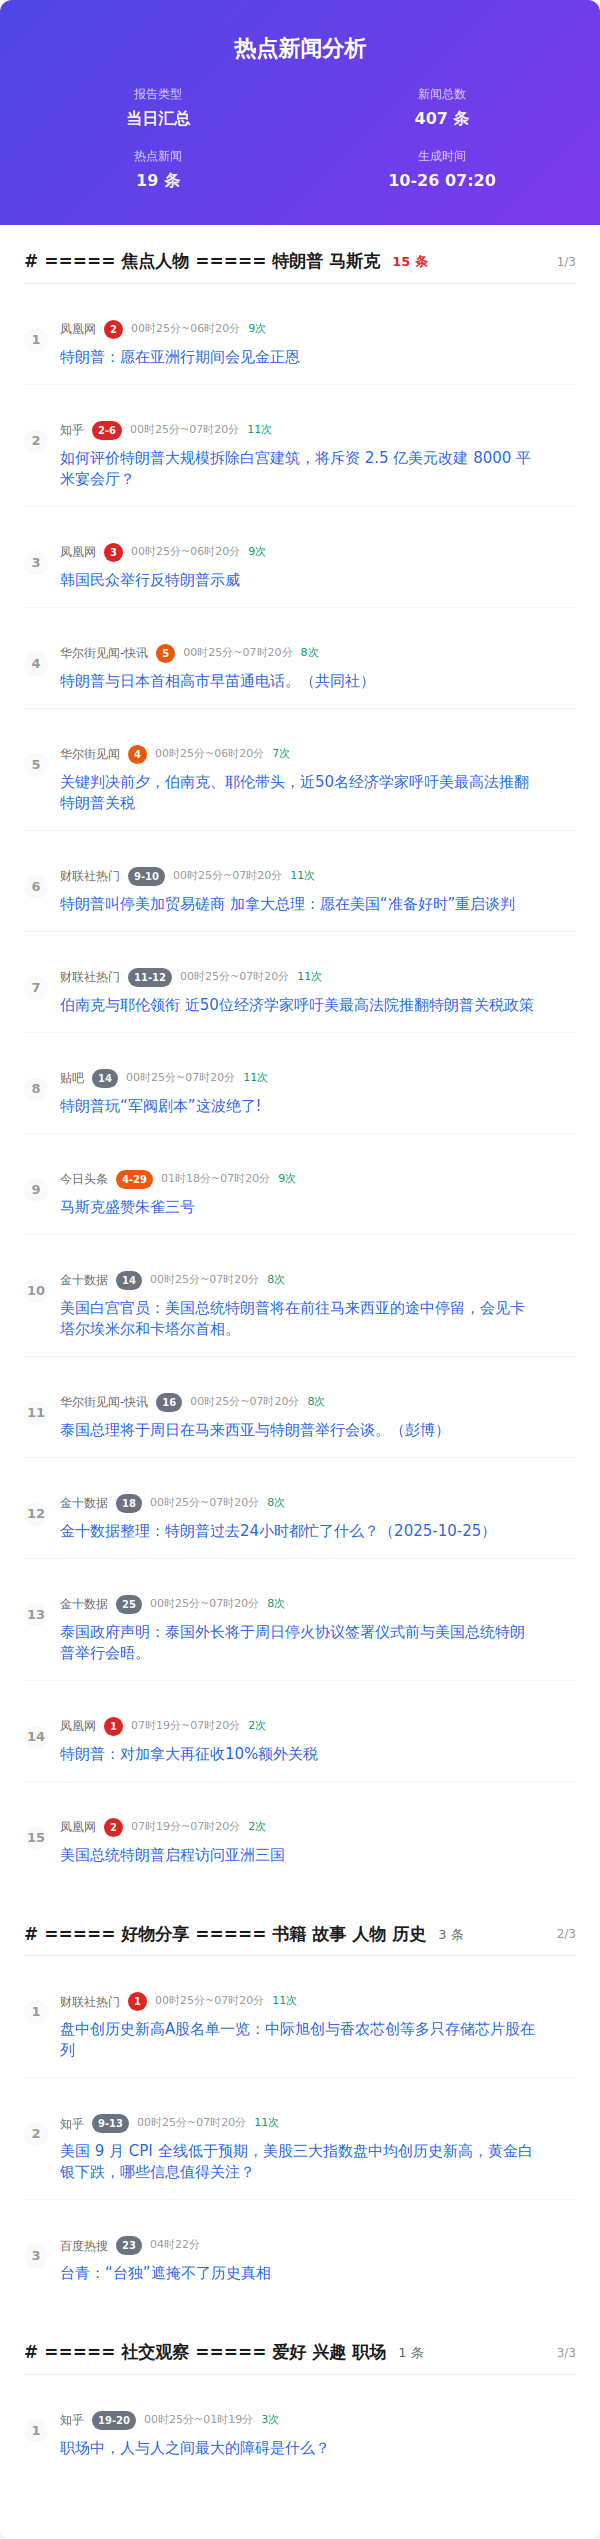 热点新闻分析
报告类型
当日汇总
新闻总数
407 条
热点新闻
19 条
生成时间
10-26 07:20
# ===== 焦点人物 ===== 特朗普 马斯克 15 条 1/3
1
凤凰网 2 00时25分~06时20分 9次
特朗普：愿在亚洲行期间会见金正恩
2
知乎 2-6 00时25分~07时20分 11次
如何评价特朗普大规模拆除白宫建筑，将斥资 2.5 亿美元改建 8000 平
米宴会厅？
3
凤凰网 3 00时25分~06时20分 9次
韩国民众举行反特朗普示威
4
华尔街见闻-快讯 5 00时25分~07时20分 8次
特朗普与日本首相高市早苗通电话。（共同社）
5
华尔街见闻 4 00时25分~06时20分 7次
关键判决前夕，伯南克、耶伦带头，近50名经济学家呼吁美最高法推翻
特朗普关税
6
财联社热门 9-10 00时25分~07时20分 11次
特朗普叫停美加贸易磋商 加拿大总理：愿在美国“准备好时”重启谈判
7
财联社热门 11-12 00时25分~07时20分 11次
伯南克与耶伦领衔 近50位经济学家呼吁美最高法院推翻特朗普关税政策
8
贴吧 14 00时25分~07时20分 11次
特朗普玩“军阀剧本”这波绝了!
9
今日头条 4-29 01时18分~07时20分 9次
马斯克盛赞朱雀三号
10
金十数据 14 00时25分~07时20分 8次
美国白宫官员：美国总统特朗普将在前往马来西亚的途中停留，会见卡
塔尔埃米尔和卡塔尔首相。
11
华尔街见闻-快讯 16 00时25分~07时20分 8次
泰国总理将于周日在马来西亚与特朗普举行会谈。（彭博）
12
金十数据 18 00时25分~07时20分 8次
金十数据整理：特朗普过去24小时都忙了什么？（2025-10-25）
13
金十数据 25 00时25分~07时20分 8次
泰国政府声明：泰国外长将于周日停火协议签署仪式前与美国总统特朗
普举行会晤。
14
凤凰网 1 07时19分~07时20分 2次
特朗普：对加拿大再征收10%额外关税
15
凤凰网 2 07时19分~07时20分 2次
美国总统特朗普启程访问亚洲三国
# ===== 好物分享 ===== 书籍 故事 人物 历史 3 条 2/3
1
财联社热门 1 00时25分~07时20分 11次
盘中创历史新高A股名单一览：中际旭创与香农芯创等多只存储芯片股在
列
2
知乎 9-13 00时25分~07时20分 11次
美国 9 月 CPI 全线低于预期，美股三大指数盘中均创历史新高，黄金白
银下跌，哪些信息值得关注？
3
百度热搜 23 04时22分
台青：“台独”遮掩不了历史真相
# ===== 社交观察 ===== 爱好 兴趣 职场 1 条 3/3
1
知乎 19-20 00时25分~01时19分 3次
职场中，人与人之间最大的障碍是什么？